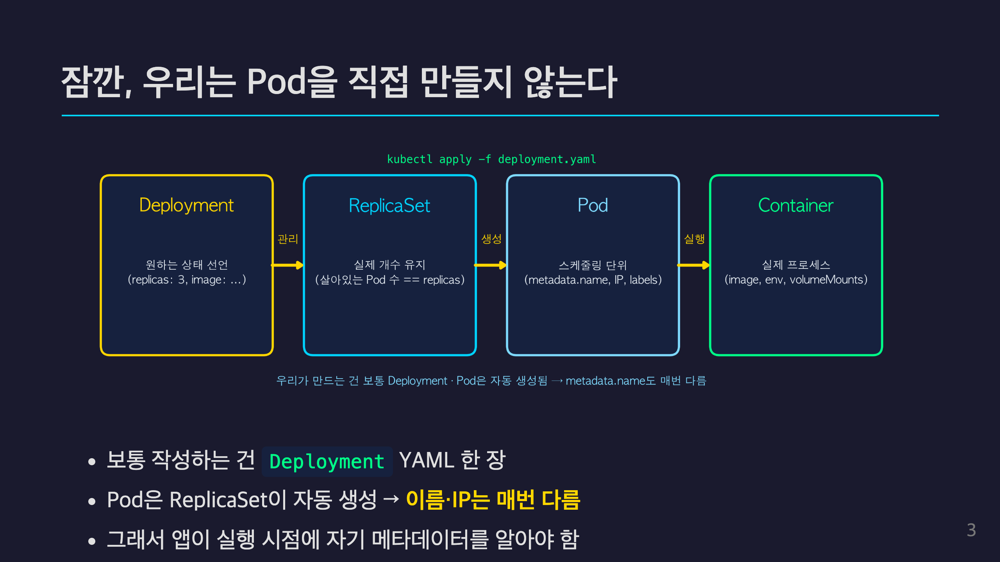 잠깐, 우리는 Pod을 직접 만들지 않는다
kubectl apply -f deployment.yaml
Deployment
원하는 상태 선언
(replicas: 3, image: ...)
관리
ReplicaSet
실제 개수 유지
(살아있는 Pod 수 == replicas)
생성
Pod
스케줄링 단위
(metadata.name, IP, labels)
실행
Container
실제 프로세스
(image, env, volumeMounts)
우리가 만드는 건 보통 Deployment · Pod은 자동 생성됨 → metadata.name도 매번 다름
• 보통 작성하는 건 Deployment YAML 한 장
• Pod은 ReplicaSet이 자동 생성 → 이름·IP는 매번 다름
• 그래서 앱이 실행 시점에 자기 메타데이터를 알아야 함
3